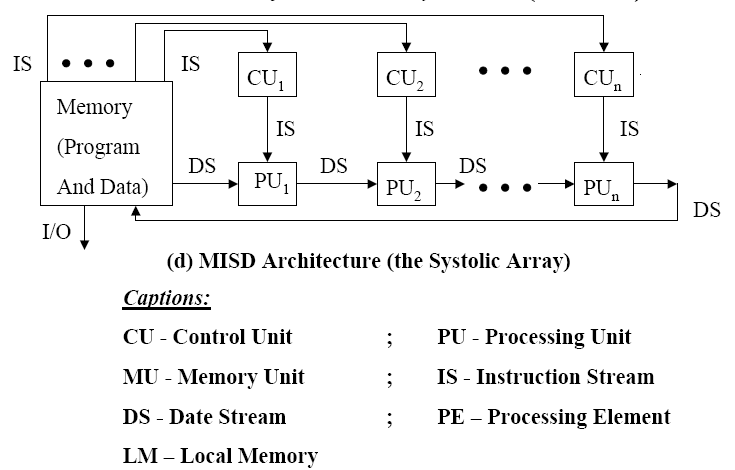 IS • • • IS CU1 CU2 • • • CUn
Memory
(Program
And Data)
IS IS IS
DS PU1 DS PU2 DS • • • PUn
DS
I/O
(d) MISD Architecture (the Systolic Array)
Captions:
CU - Control Unit ; PU - Processing Unit
MU - Memory Unit ; IS - Instruction Stream
DS - Date Stream ; PE – Processing Element
LM – Local Memory